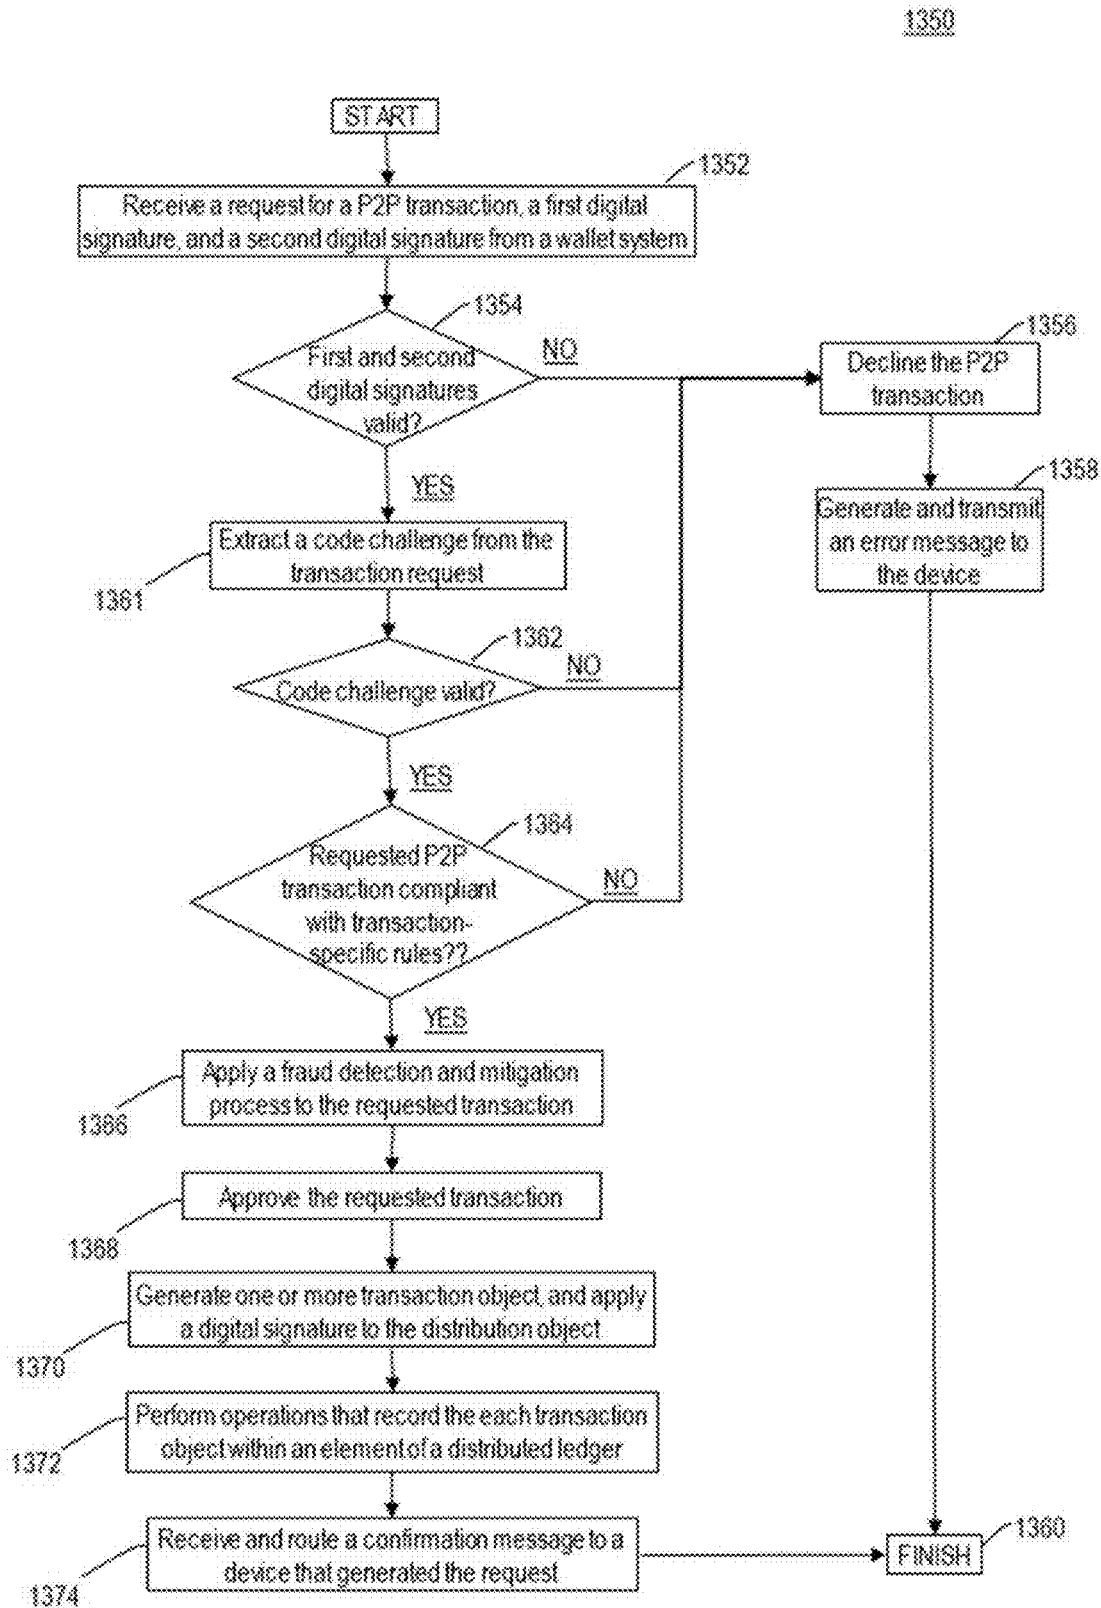 1350
START
1352
Receive a request for a P2P transaction, a first digital
signature, and a second digital signature from a wallet system
1354
First and second
digital signatures
valid?
NO
1356
Decline the P2P
transaction
YES
1358
Generate and transmit
an error message to
the device
Extract a code challenge from the
transaction request
1361
1362
Code challenge valid?
NO
YES
1364
Requested P2P
transaction compliant
with transaction-
specific rules??
NO
YES
Apply a fraud detection and mitigation
process to the requested transaction
1366
Approve the requested transaction
1368
Generate one or more transaction object, and apply
a digital signature to the distribution object
1370
Perform operations that record the each transaction
object within an element of a distributed ledger
1372
Receive and route a confirmation message to a
device that generated the request
1374
FINISH
1360